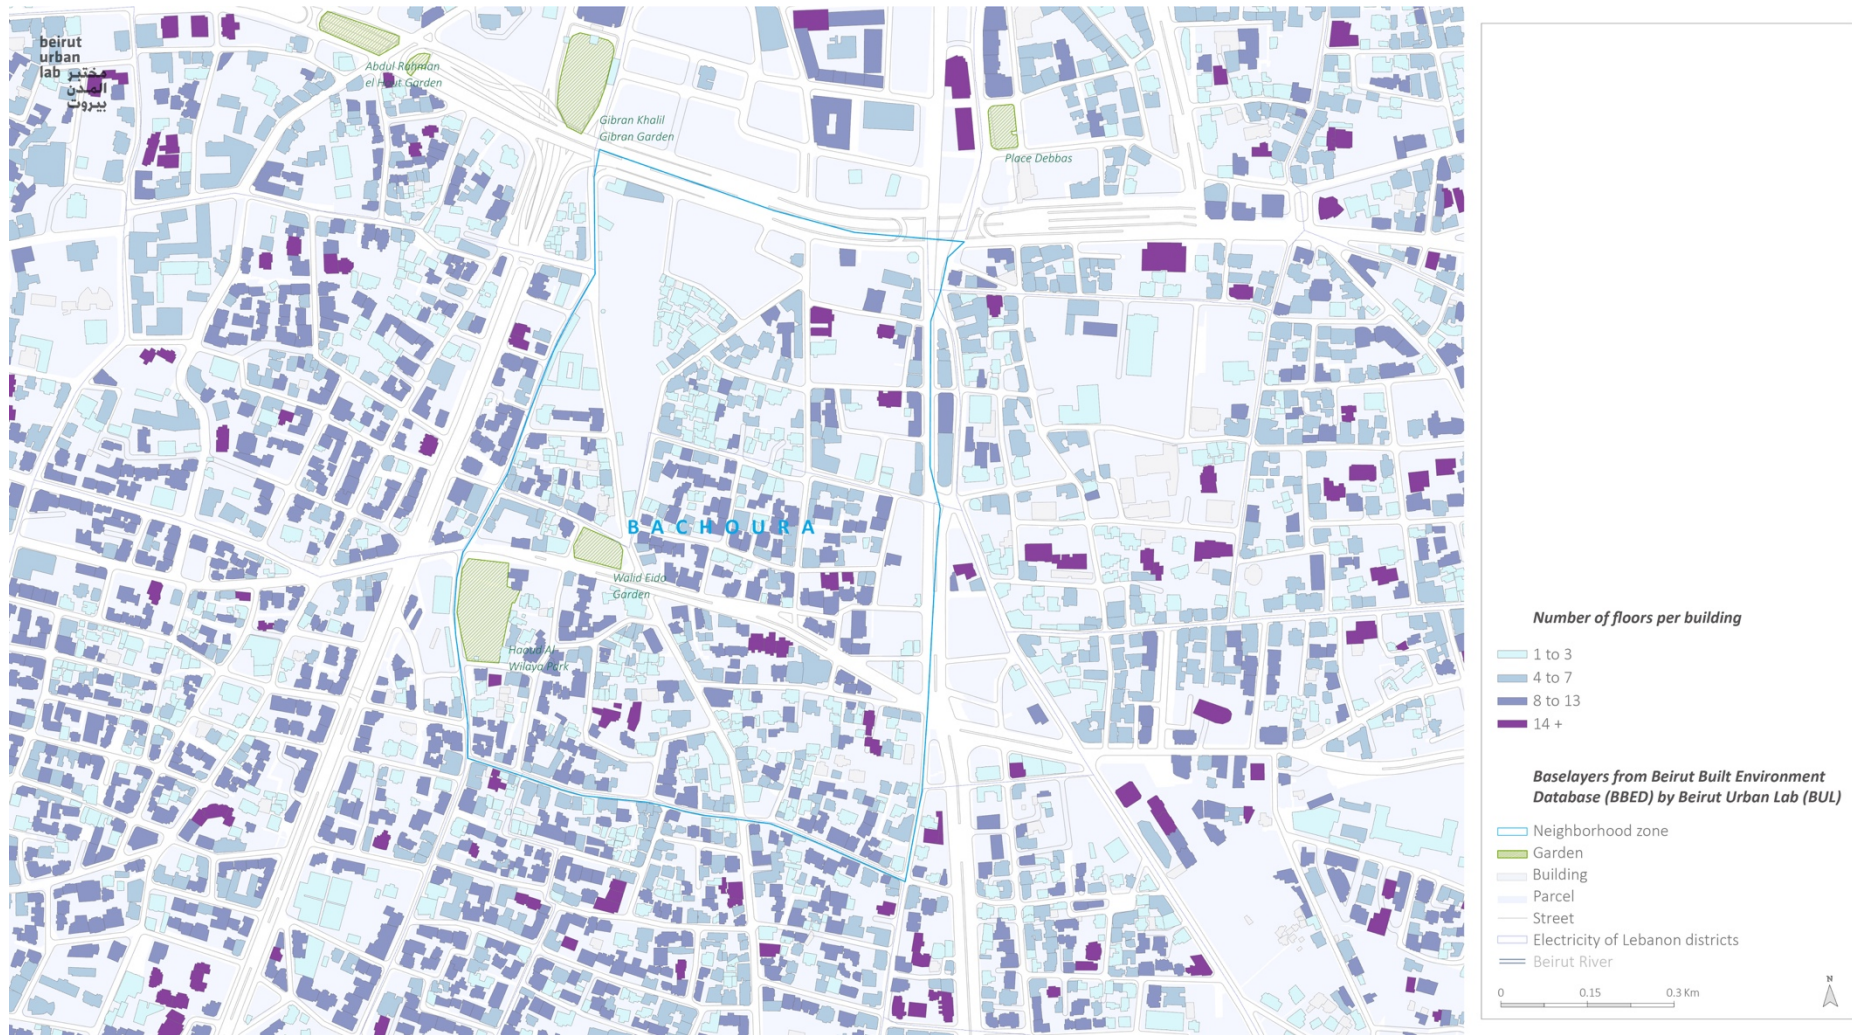 beirut
urban
lab مختبر
المدن
بيروت
Abdul Rahman
el Hout Garden
Gibran Khalil
Gibran Garden
Place Debbas
BACHOURA
Walid Eido
Garden
Haoud Al-
Wilaya Park
Number of floors per building
1 to 3
4 to 7
8 to 13
14 +
Baselayers from Beirut Built Environment
Database (BBED) by Beirut Urban Lab (BUL)
Neighborhood zone
Garden
Building
Parcel
Street
Electricity of Lebanon districts
Beirut River
0 0.15 0.3 Km
N